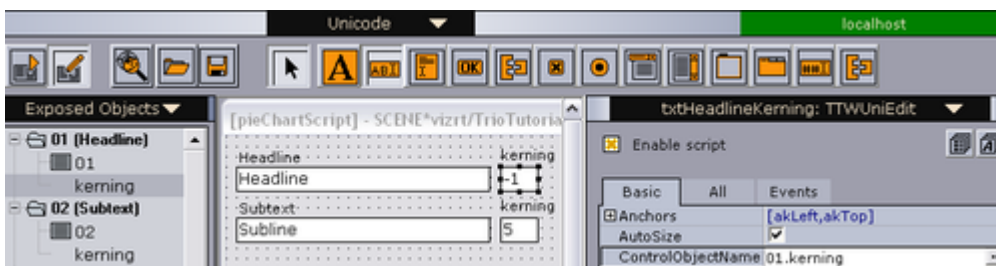 Unicode
localhost
A ABI T OK
Exposed Objects
01 (Headline)
01
kerning
02 (Subtext)
02
kerning
[pieChartScript] - SCENE*vizrt/TrioTutoria
Headline kerning
Headline -1
Subtext kerning
Subline 5
txtHeadlineKerning: TTWUniEdit
Enable script
Basic All Events
Anchors [akLeft,akTop]
AutoSize
ControlObjectName 01.kerning